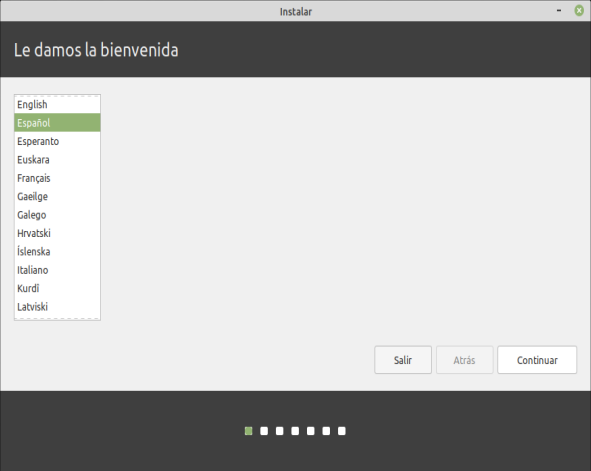 Instalar
Le damos la bienvenida
English
Español
Esperanto
Euskara
Français
Gaeilge
Galego
Hrvatski
Íslenska
Italiano
Kurdî
Latviski
Salir
Atrás
Continuar